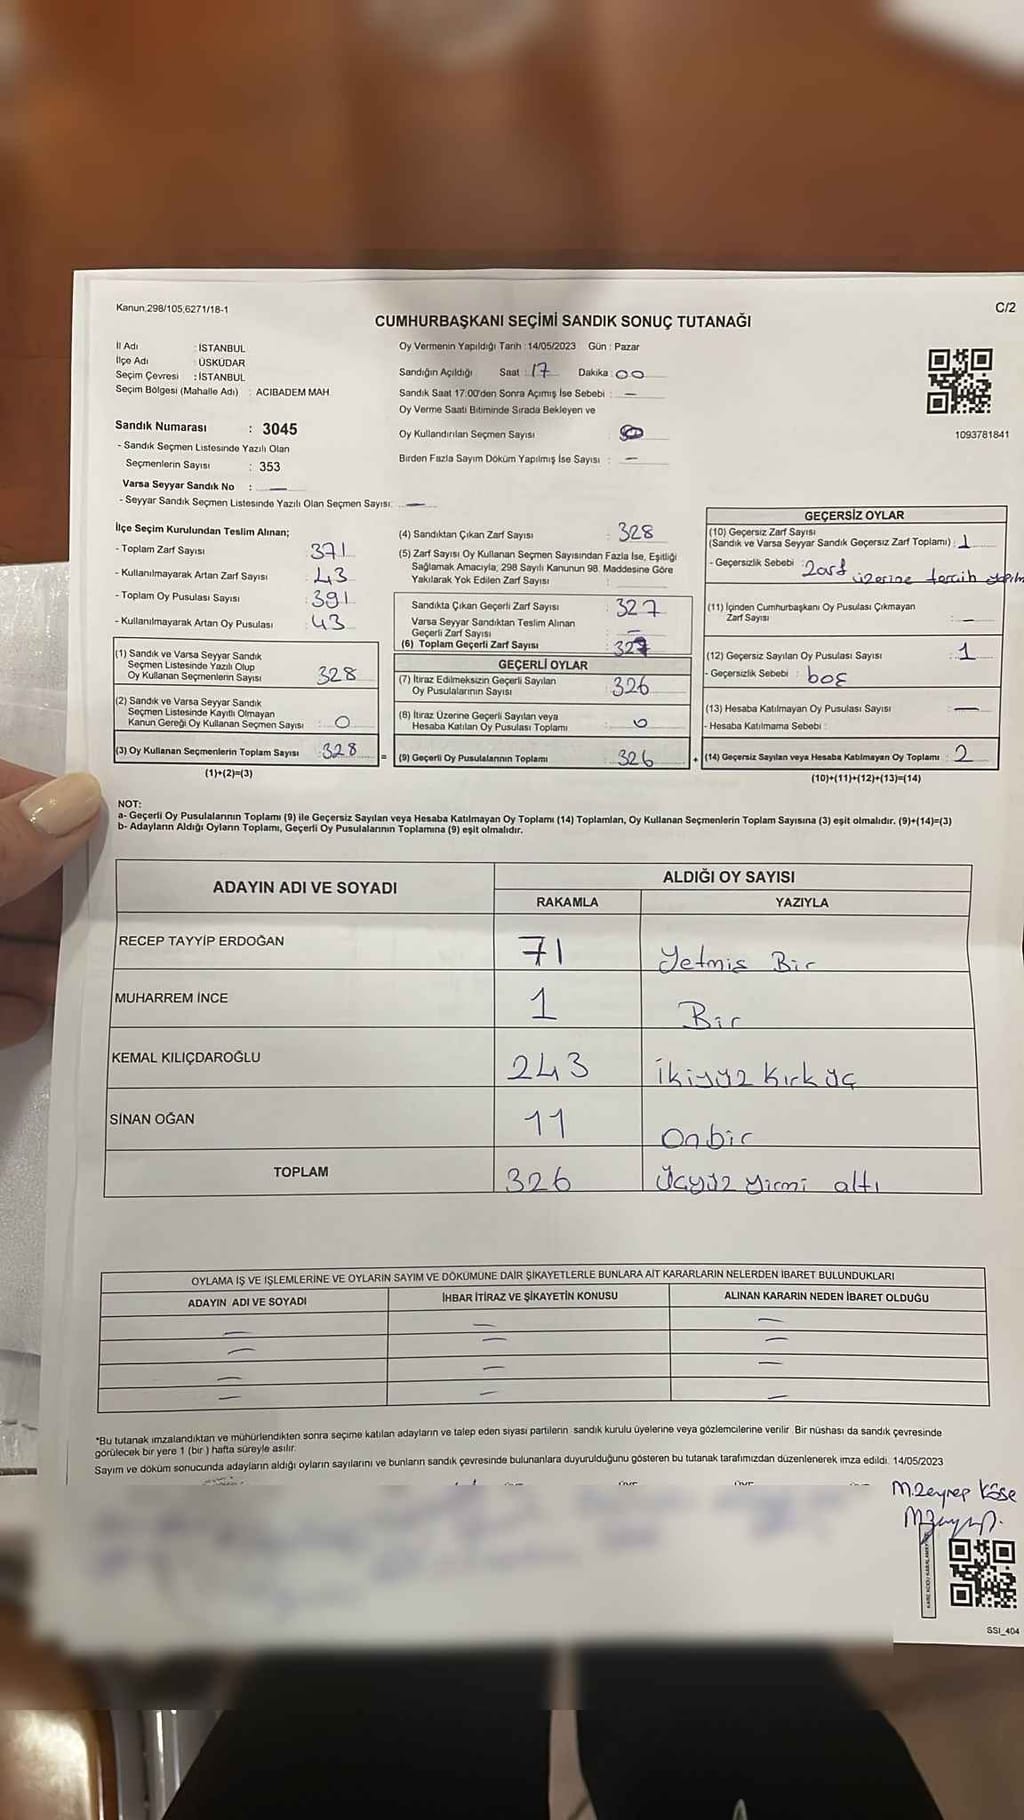 Kanun,298/105,6271/18-1
C/2
CUMHURBAŞKANI SEÇİMİ SANDIK SONUÇ TUTANAĞI
İl Adı : İSTANBUL
İlçe Adı : ÜSKÜDAR
Seçim Çevresi : İSTANBUL
Seçim Bölgesi (Mahalle Adı) : ACIBADEM MAH.
Oy Vermenin Yapıldığı Tarih :14/05/2023 Gün : Pazar
Sandığın Açıldığı Saat : 17 Dakika : 00
Sandık Saat 17:00'den Sonra Açımış İse Sebebi : —
Oy Verme Saati Bitiminde Sırada Bekleyen ve
Oy Kullandırılan Seçmen Sayısı :
Birden Fazla Sayım Döküm Yapılmış İse Sayısı : —
1093781841
Sandık Numarası : 3045
- Sandık Seçmen Listesinde Yazılı Olan
Seçmenlerin Sayısı : 353
Varsa Seyyar Sandık No : —
- Seyyar Sandık Seçmen Listesinde Yazılı Olan Seçmen Sayısı: —
İlçe Seçim Kurulundan Teslim Alınan;
- Toplam Zarf Sayısı : 371
- Kullanılmayarak Artan Zarf Sayısı : 43
- Toplam Oy Pusulası Sayısı : 391
- Kullanılmayarak Artan Oy Pusulası : 43
(1) Sandık ve Varsa Seyyar Sandık
Seçmen Listesinde Yazılı Olup
Oy Kullanan Seçmenlerin Sayısı : 328
(2) Sandık ve Varsa Seyyar Sandık
Seçmen Listesinde Kayıtlı Olmayan
Kanun Gereği Oy Kullanan Seçmen Sayısı : 0
(3) Oy Kullanan Seçmenlerin Toplam Sayısı : 328
(1)+(2)=(3)
(4) Sandıktan Çıkan Zarf Sayısı : 328
(5) Zarf Sayısı Oy Kullanan Seçmen Sayısından Fazla İse, Eşitliği
Sağlamak Amacıyla; 298 Sayılı Kanunun 98. Maddesine Göre
Yakılarak Yok Edilen Zarf Sayısı :
Sandıkta Çıkan Geçerli Zarf Sayısı : 327
Varsa Seyyar Sandıktan Teslim Alınan
Geçerli Zarf Sayısı : —
(6) Toplam Geçerli Zarf Sayısı : 327
GEÇERLİ OYLAR
(7) İtiraz Edilmeksizin Geçerli Sayılan
Oy Pusulalarının Sayısı : 326
(8) İtiraz Üzerine Geçerli Sayılan veya
Hesaba Katılan Oy Pusulası Toplamı : 0
=
(9) Geçerli Oy Pusulalarının Toplamı : 326
+
GEÇERSİZ OYLAR
(10) Geçersiz Zarf Sayısı
(Sandık ve Varsa Seyyar Sandık Geçersiz Zarf Toplamı) : 1
- Geçersizlik Sebebi : Zarf üzerine tercih
(11) İçinden Cumhurbaşkanı Oy Pusulası Çıkmayan
Zarf Sayısı : —
(12) Geçersiz Sayılan Oy Pusulası Sayısı : 1
- Geçersizlik Sebebi : boş
(13) Hesaba Katılmayan Oy Pusulası Sayısı : —
- Hesaba Katılmama Sebebi :
(14) Geçersiz Sayılan veya Hesaba Katılmayan Oy Toplamı : 2
(10)+(11)+(12)+(13)=(14)
NOT:
a- Geçerli Oy Pusulalarının Toplamı (9) ile Geçersiz Sayılan veya Hesaba Katılmayan Oy Toplamı (14) Toplamları, Oy Kullanan Seçmenlerin Toplam Sayısına (3) eşit olmalıdır. (9)+(14)=(3)
b- Adayların Aldığı Oyların Toplamı, Geçerli Oy Pusulalarının Toplamına (9) eşit olmalıdır.
ADAYIN ADI VE SOYADI
ALDIĞI OY SAYISI
RAKAMLA YAZIYLA
RECEP TAYYİP ERDOĞAN 71 Yetmiş Bir
MUHARREM İNCE 1 Bir
KEMAL KILIÇDAROĞLU 243 İkiyüz kırk üç
SİNAN OĞAN 11 Onbir
TOPLAM 326 Üçyüz yirmi altı
OYLAMA İŞ VE İŞLEMLERİNE VE OYLARIN SAYIM VE DÖKÜMÜNE DAİR ŞİKAYETLERLE BUNLARA AİT KARARLARIN NELERDEN İBARET BULUNDUKLARI
ADAYIN ADI VE SOYADI İHBAR İTİRAZ VE ŞİKAYETİN KONUSU ALINAN KARARIN NEDEN İBARET OLDUĞU
— — —
— — —
— — —
— — —
*Bu tutanak imzalandıktan ve mühürlendikten sonra seçime katılan adayların ve talep eden siyasi partilerin sandık kurulu üyelerine veya gözlemcilerine verilir. Bir nüshası da sandık çevresinde
görülecek bir yere 1 (bir ) hafta süreyle asılır.
Sayım ve döküm sonucunda adayların aldığı oyların sayılarını ve bunların sandık çevresinde bulunanlara duyurulduğunu gösteren bu tutanak tarafımızdan düzenlenerek imza edildi. 14/05/2023
M.Zeynep Köse
SSI_404